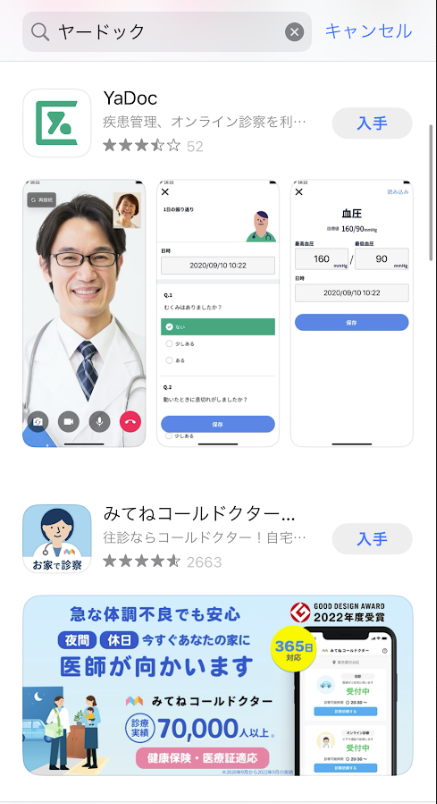 ヤードック
キャンセル
YaDoc
疾患管理、オンライン診察を利…
入手
52
再接続
1日の振り返り
日時
2020/09/10 10:22
Q.1
むくみはありましたか?
ない
少しある
ある
Q.2
動いたときに息切れがしましたか?
保存
少しある
読み込み
血圧
目標値 160/90mmHg
最高血圧
最低血圧
160 mmHg
/
90 mmHg
日時
2020/09/10 10:22
保存
みてねコールドクター…
往診ならコールドクター!自宅…
入手
2663
お家で診察
急な体調不良でも安心
夜間 休日 今すぐあなたの家に
医師が向かいます
みてねコールドクター
診療実績 70,000人以上。
健康保険・医療証適応
GOOD DESIGN AWARD
2022年度受賞
365日
対応
みてねコールドクター
受付中
受付中